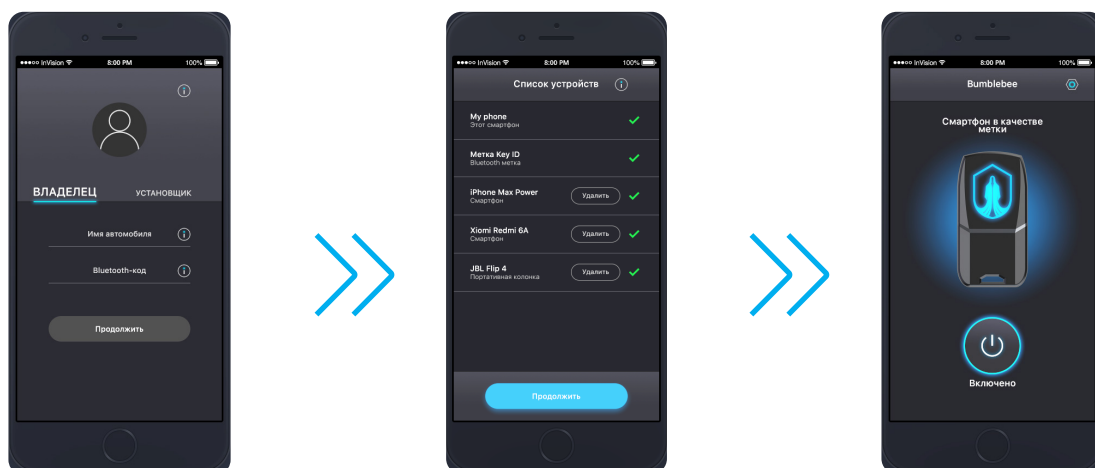 InVision
8:00 PM
100%
ВЛАДЕЛЕЦ
УСТАНОВЩИК
Имя автомобиля
Bluetooth-код
Продолжить
InVision
8:00 PM
100%
Список устройств
My phone
Этот смартфон
Метка Key ID
Bluetooth метка
iPhone Max Power
Смартфон
Удалить
Xiomi Redmi 6A
Смартфон
Удалить
JBL Flip 4
Портативная колонка
Удалить
Продолжить
InVision
8:00 PM
100%
Bumblebee
Смартфон в качестве
метки
Включено